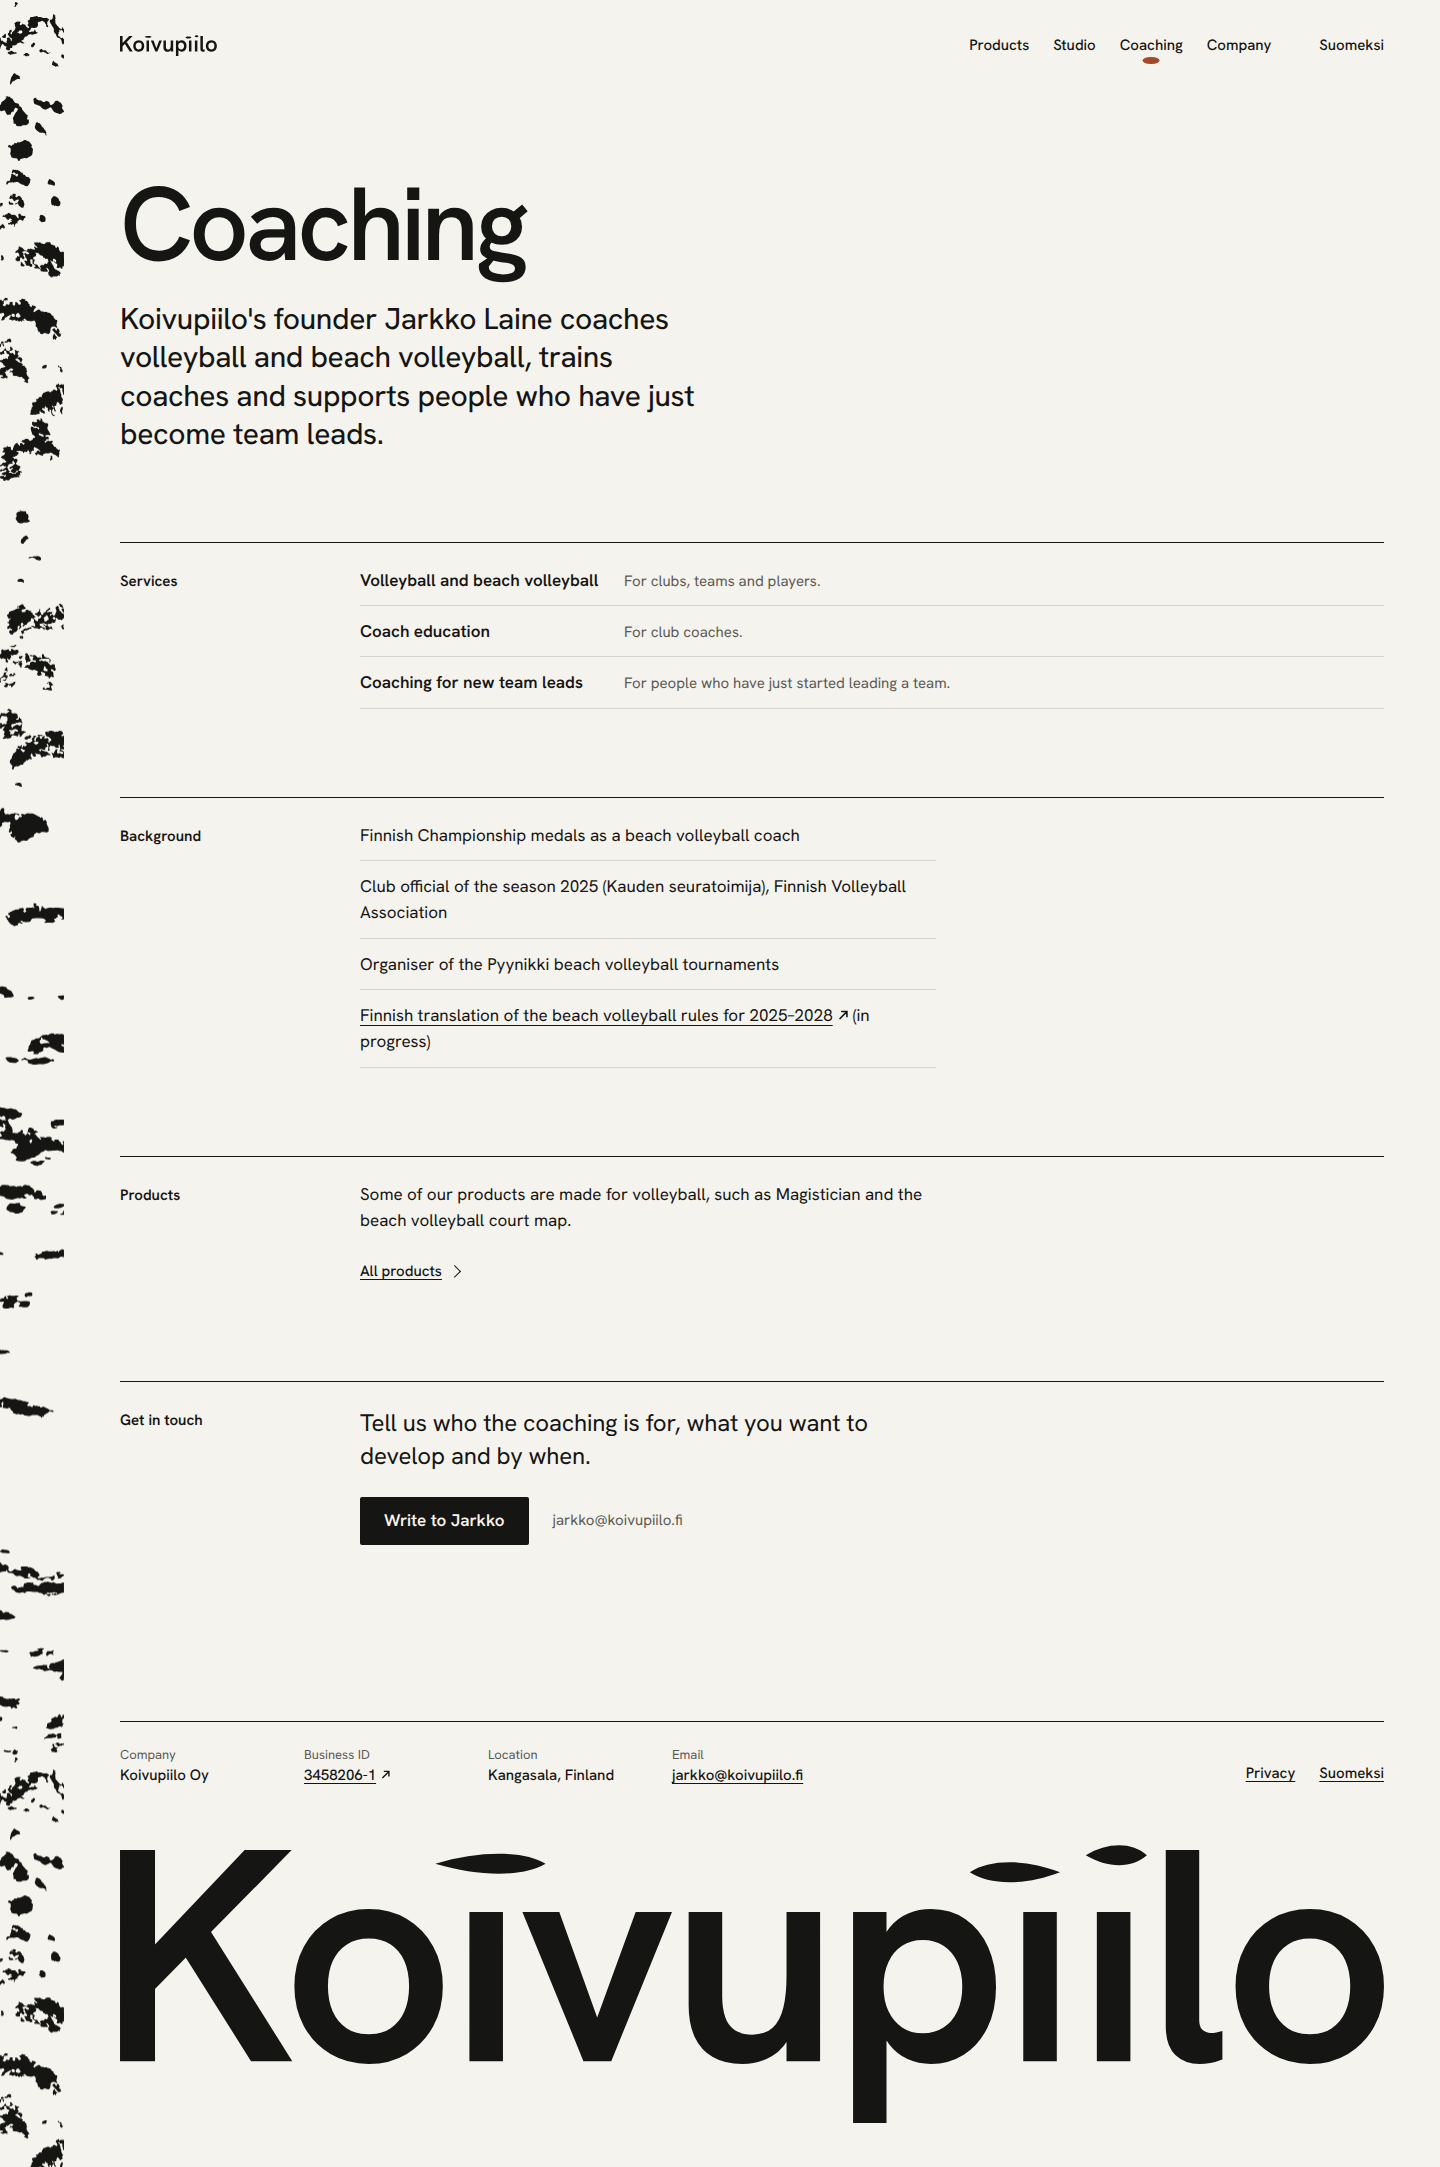 Koivupiilo
Products Studio Coaching Company Suomeksi
Coaching
Koivupiilo's founder Jarkko Laine coaches
volleyball and beach volleyball, trains
coaches and supports people who have just
become team leads.
Services
Volleyball and beach volleyball For clubs, teams and players.
Coach education For club coaches.
Coaching for new team leads For people who have just started leading a team.
Background
Finnish Championship medals as a beach volleyball coach
Club official of the season 2025 (Kauden seuratoimija), Finnish Volleyball
Association
Organiser of the Pyynikki beach volleyball tournaments
Finnish translation of the beach volleyball rules for 2025–2028 ↗ (in
progress)
Products
Some of our products are made for volleyball, such as Magistician and the
beach volleyball court map.
All products
Get in touch
Tell us who the coaching is for, what you want to
develop and by when.
Write to Jarkko jarkko@koivupiilo.fi
Company Business ID Location Email
Koivupiilo Oy 3458206-1 ↗ Kangasala, Finland jarkko@koivupiilo.fi Privacy Suomeksi
Koivupiilo